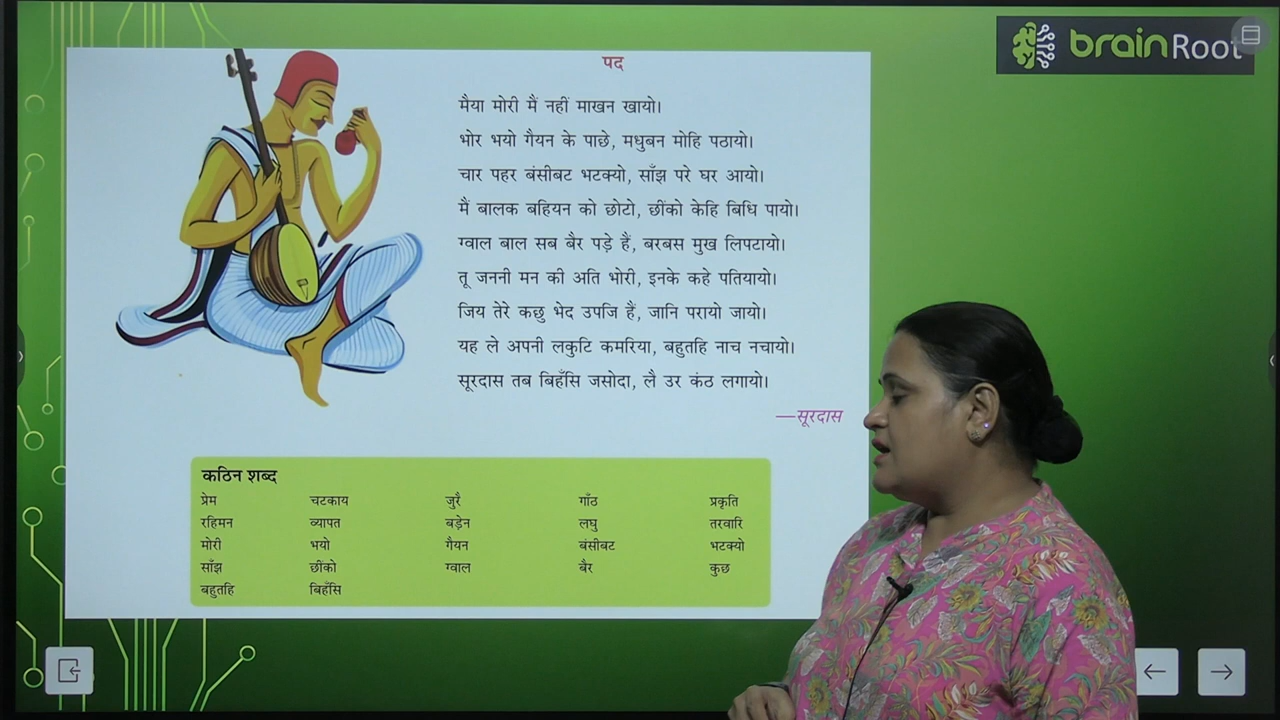 brainRoot
पद
मैया मोरी मैं नहीं माखन खायो।
भोर भयो गैयन के पाछे, मधुबन मोहि पठायो।
चार पहर बंसीबट भटक्यो, साँझ परे घर आयो।
मैं बालक बहियन को छोटो, छींको केहि बिधि पायो।
ग्वाल बाल सब बैर पड़े हैं, बरबस मुख लिपटायो।
तू जननी मन की अति भोरी, इनके कहे पतियायो।
जिय तेरे कछु भेद उपजि हैं, जानि परायो जायो।
यह ले अपनी लकुटि कमरिया, बहुतहि नाच नचायो।
सूरदास तब बिहँसि जसोदा, लै उर कंठ लगायो।
—सूरदास
कठिन शब्द
प्रेम चटकाय जुरै गाँठ प्रकृति
रहिमन व्यापत बड़ेन लघु तरवारि
मोरी भयो गैयन बंसीबट भटक्यो
साँझ छींको ग्वाल बैर कुछ
बहुतहि बिहँसि